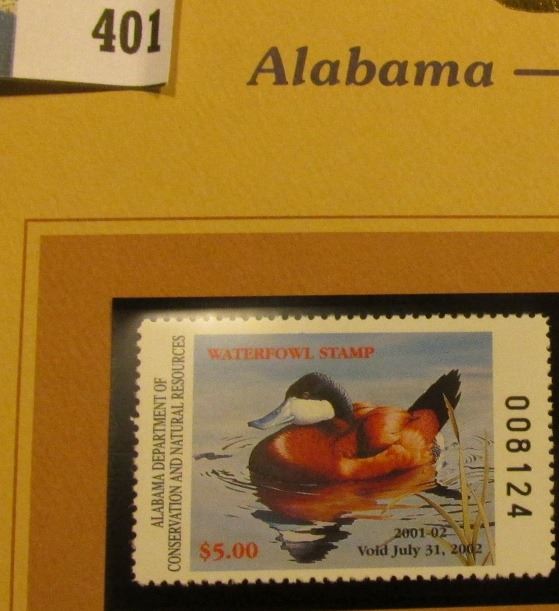 401
Alabama —
ALABAMA DEPARTMENT OF
CONSERVATION AND NATURAL RESOURCES
WATERFOWL STAMP
008124
$5.00
2001-02
Void July 31, 2002